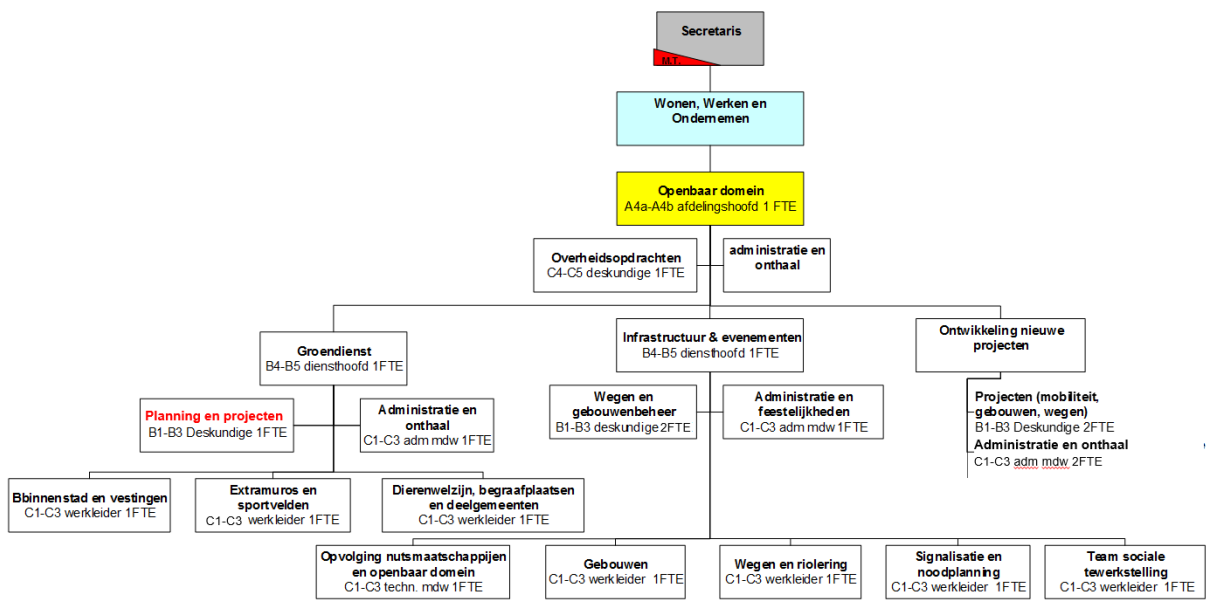 Secretaris
M.T.
Wonen, Werken en
Ondernemen
Openbaar domein
A4a-A4b afdelingshoofd 1 FTE
Overheidsopdrachten
C4-C5 deskundige 1FTE
administratie en
onthaal
Groendienst
B4-B5 diensthoofd 1FTE
Infrastructuur & evenementen
B4-B5 diensthoofd 1FTE
Ontwikkeling nieuwe
projecten
Planning en projecten
B1-B3 Deskundige 1FTE
Administratie en
onthaal
C1-C3 adm mdw 1FTE
Wegen en
gebouwenbeheer
B1-B3 deskundige 2FTE
Administratie en
feestelijkheden
C1-C3 adm mdw 1FTE
Projecten (mobiliteit,
gebouwen, wegen)
B1-B3 Deskundige 2FTE
Administratie en onthaal
C1-C3 adm mdw 2FTE
Bbinnenstad en vestingen
C1-C3 werkleider 1FTE
Extramuros en
sportvelden
C1-C3 werkleider 1FTE
Dierenwelzijn, begraafplaatsen
en deelgemeenten
C1-C3 werkleider 1FTE
Opvolging nutsmaatschappijen
en openbaar domein
C1-C3 techn. mdw 1FTE
Gebouwen
C1-C3 werkleider 1FTE
Wegen en riolering
C1-C3 werkleider 1FTE
Signalisatie en
noodplanning
C1-C3 werkleider 1FTE
Team sociale
tewerkstelling
C1-C3 werkleider 1FTE